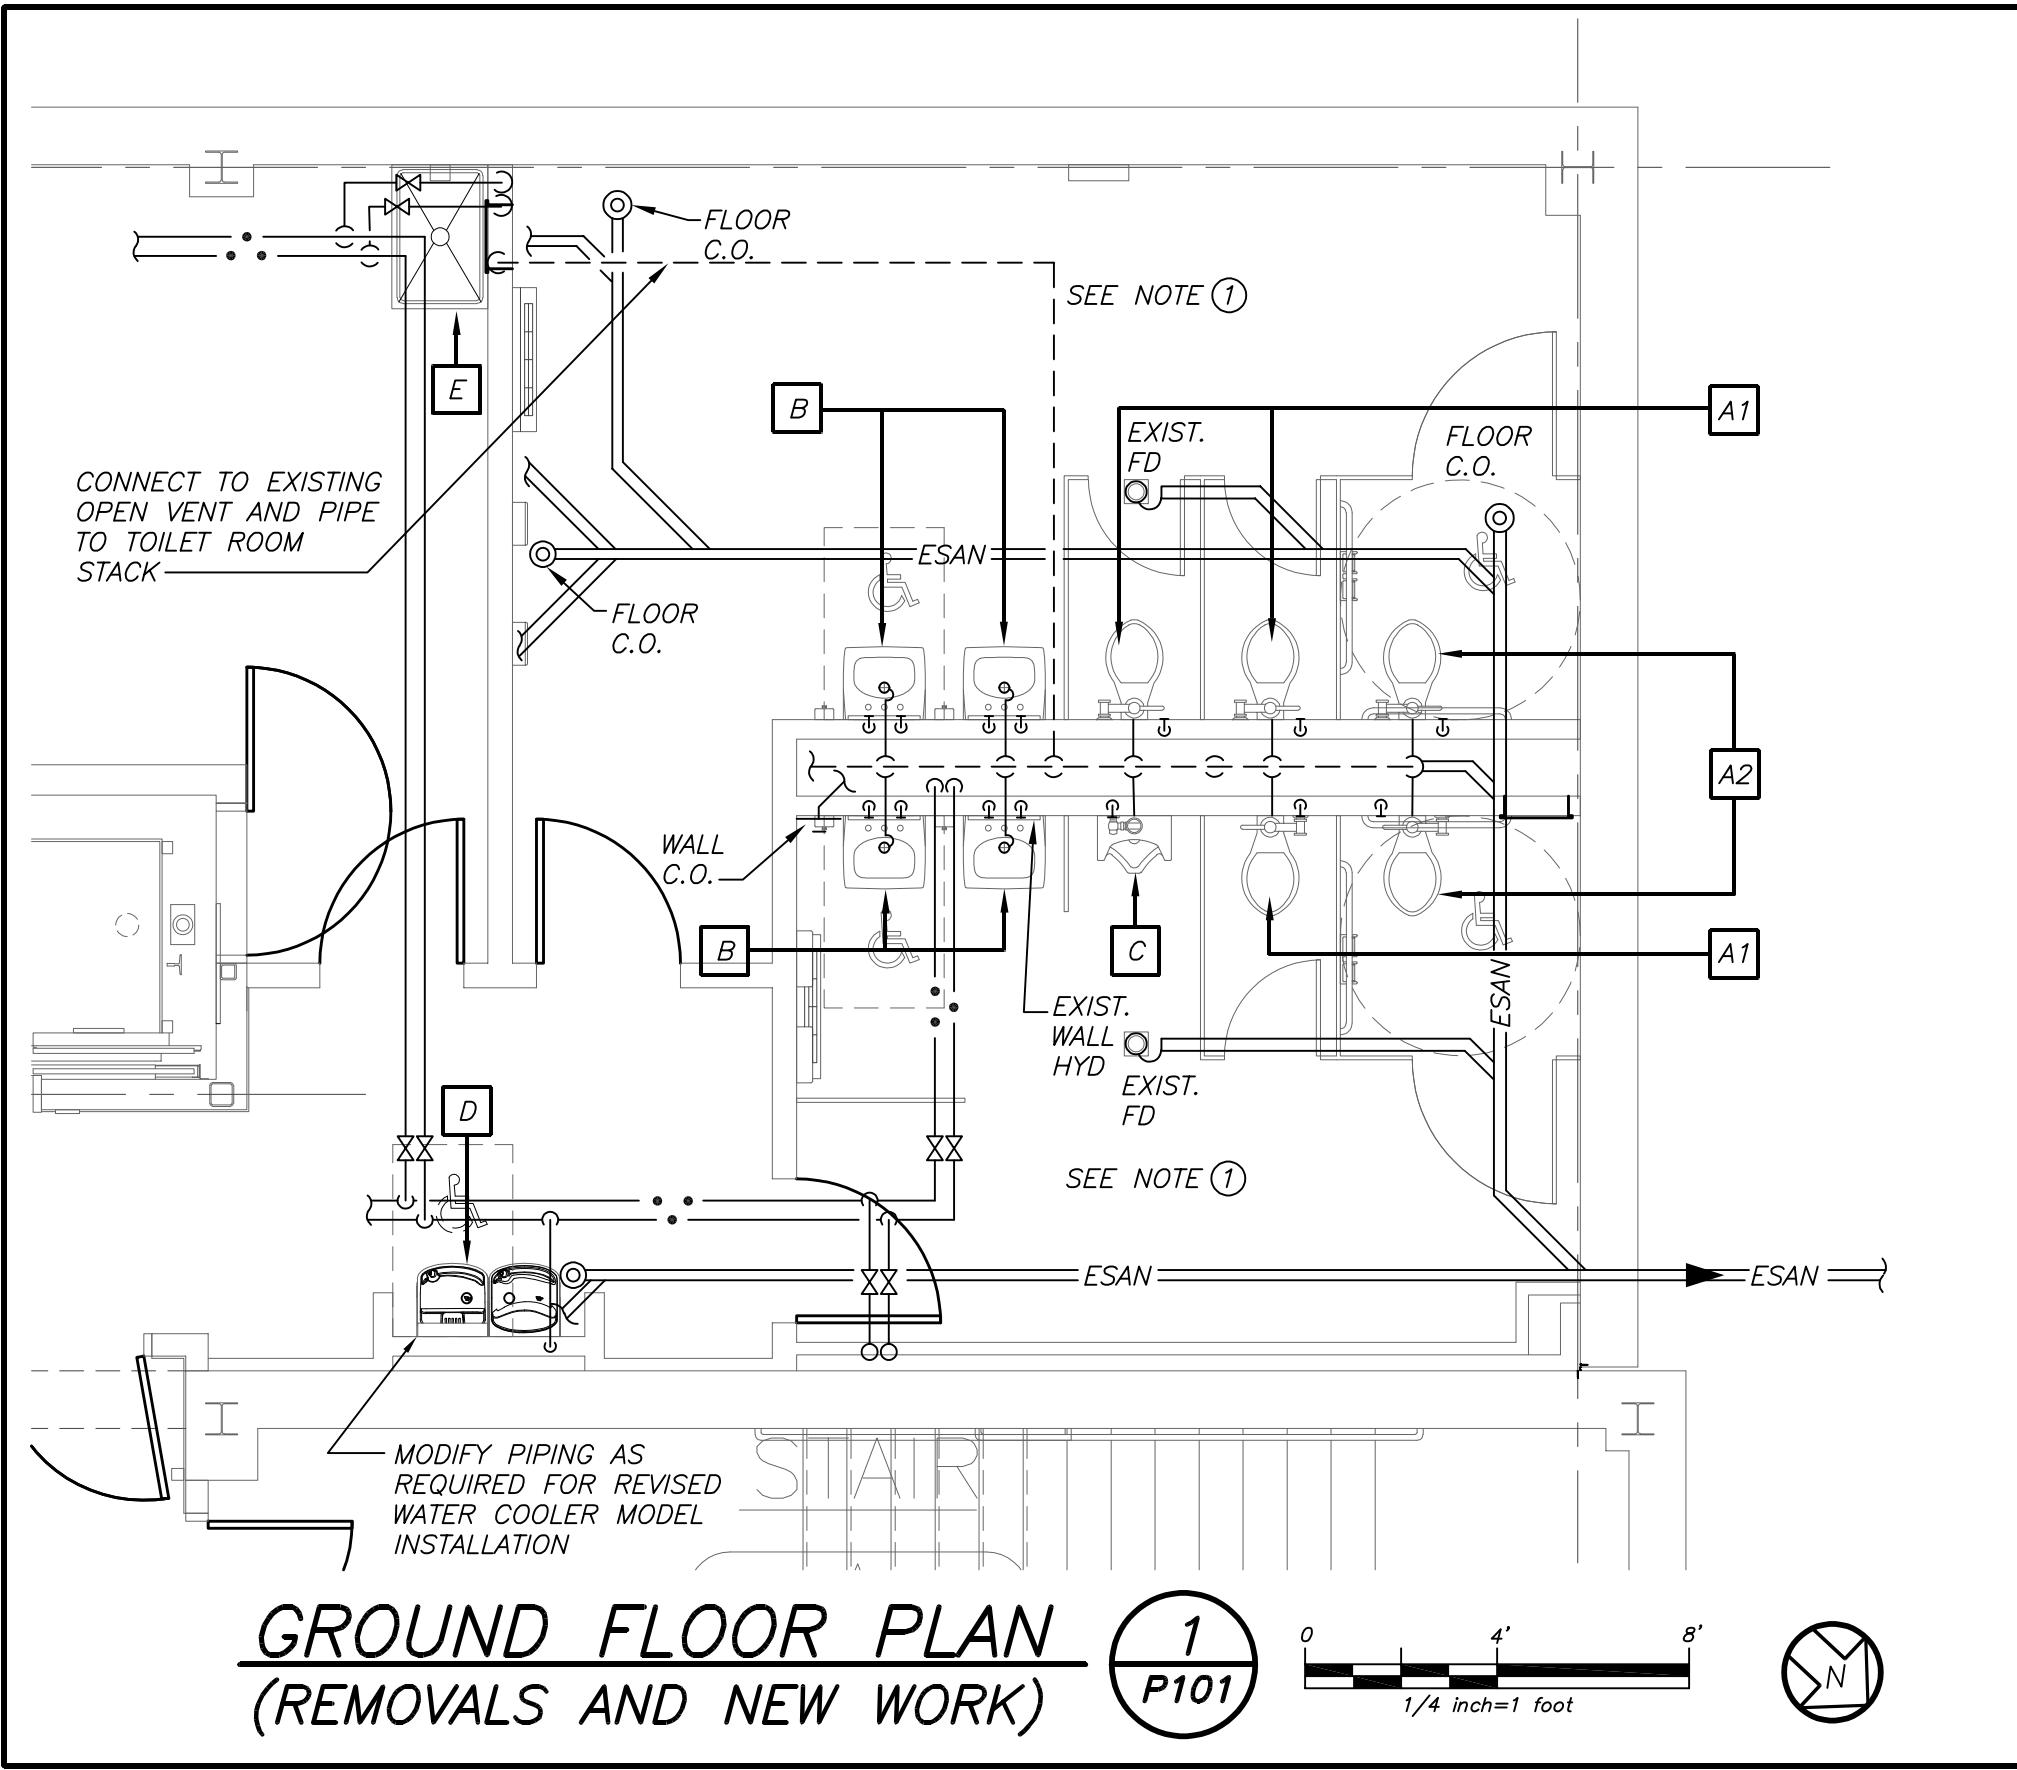 FLOOR
C.O.
SEE NOTE 1
E
B
A1
EXIST.
FD
FLOOR
C.O.
CONNECT TO EXISTING
OPEN VENT AND PIPE
TO TOILET ROOM
STACK
ESAN
FLOOR
C.O.
A2
WALL
C.O.
B
C
A1
ESAN
EXIST.
WALL
HYD
EXIST.
FD
D
SEE NOTE 1
ESAN
ESAN
MODIFY PIPING AS
REQUIRED FOR REVISED
WATER COOLER MODEL
INSTALLATION
STAIR
GROUND FLOOR PLAN
(REMOVALS AND NEW WORK)
1
P101
0 4' 8'
1/4 inch=1 foot
N